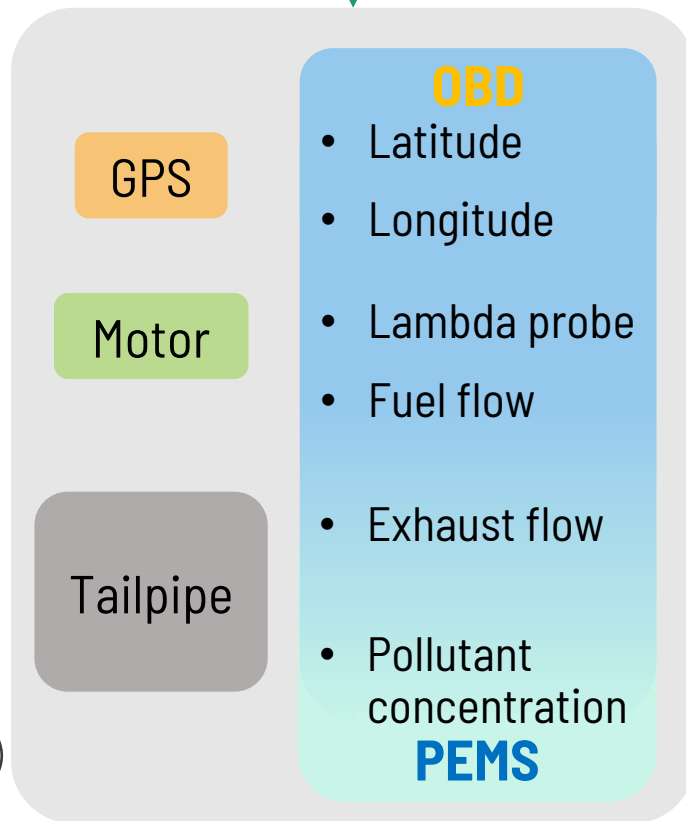 OBD
GPS
• Latitude
• Longitude
Motor
• Lambda probe
• Fuel flow
Tailpipe
• Exhaust flow
• Pollutant
concentration
PEMS